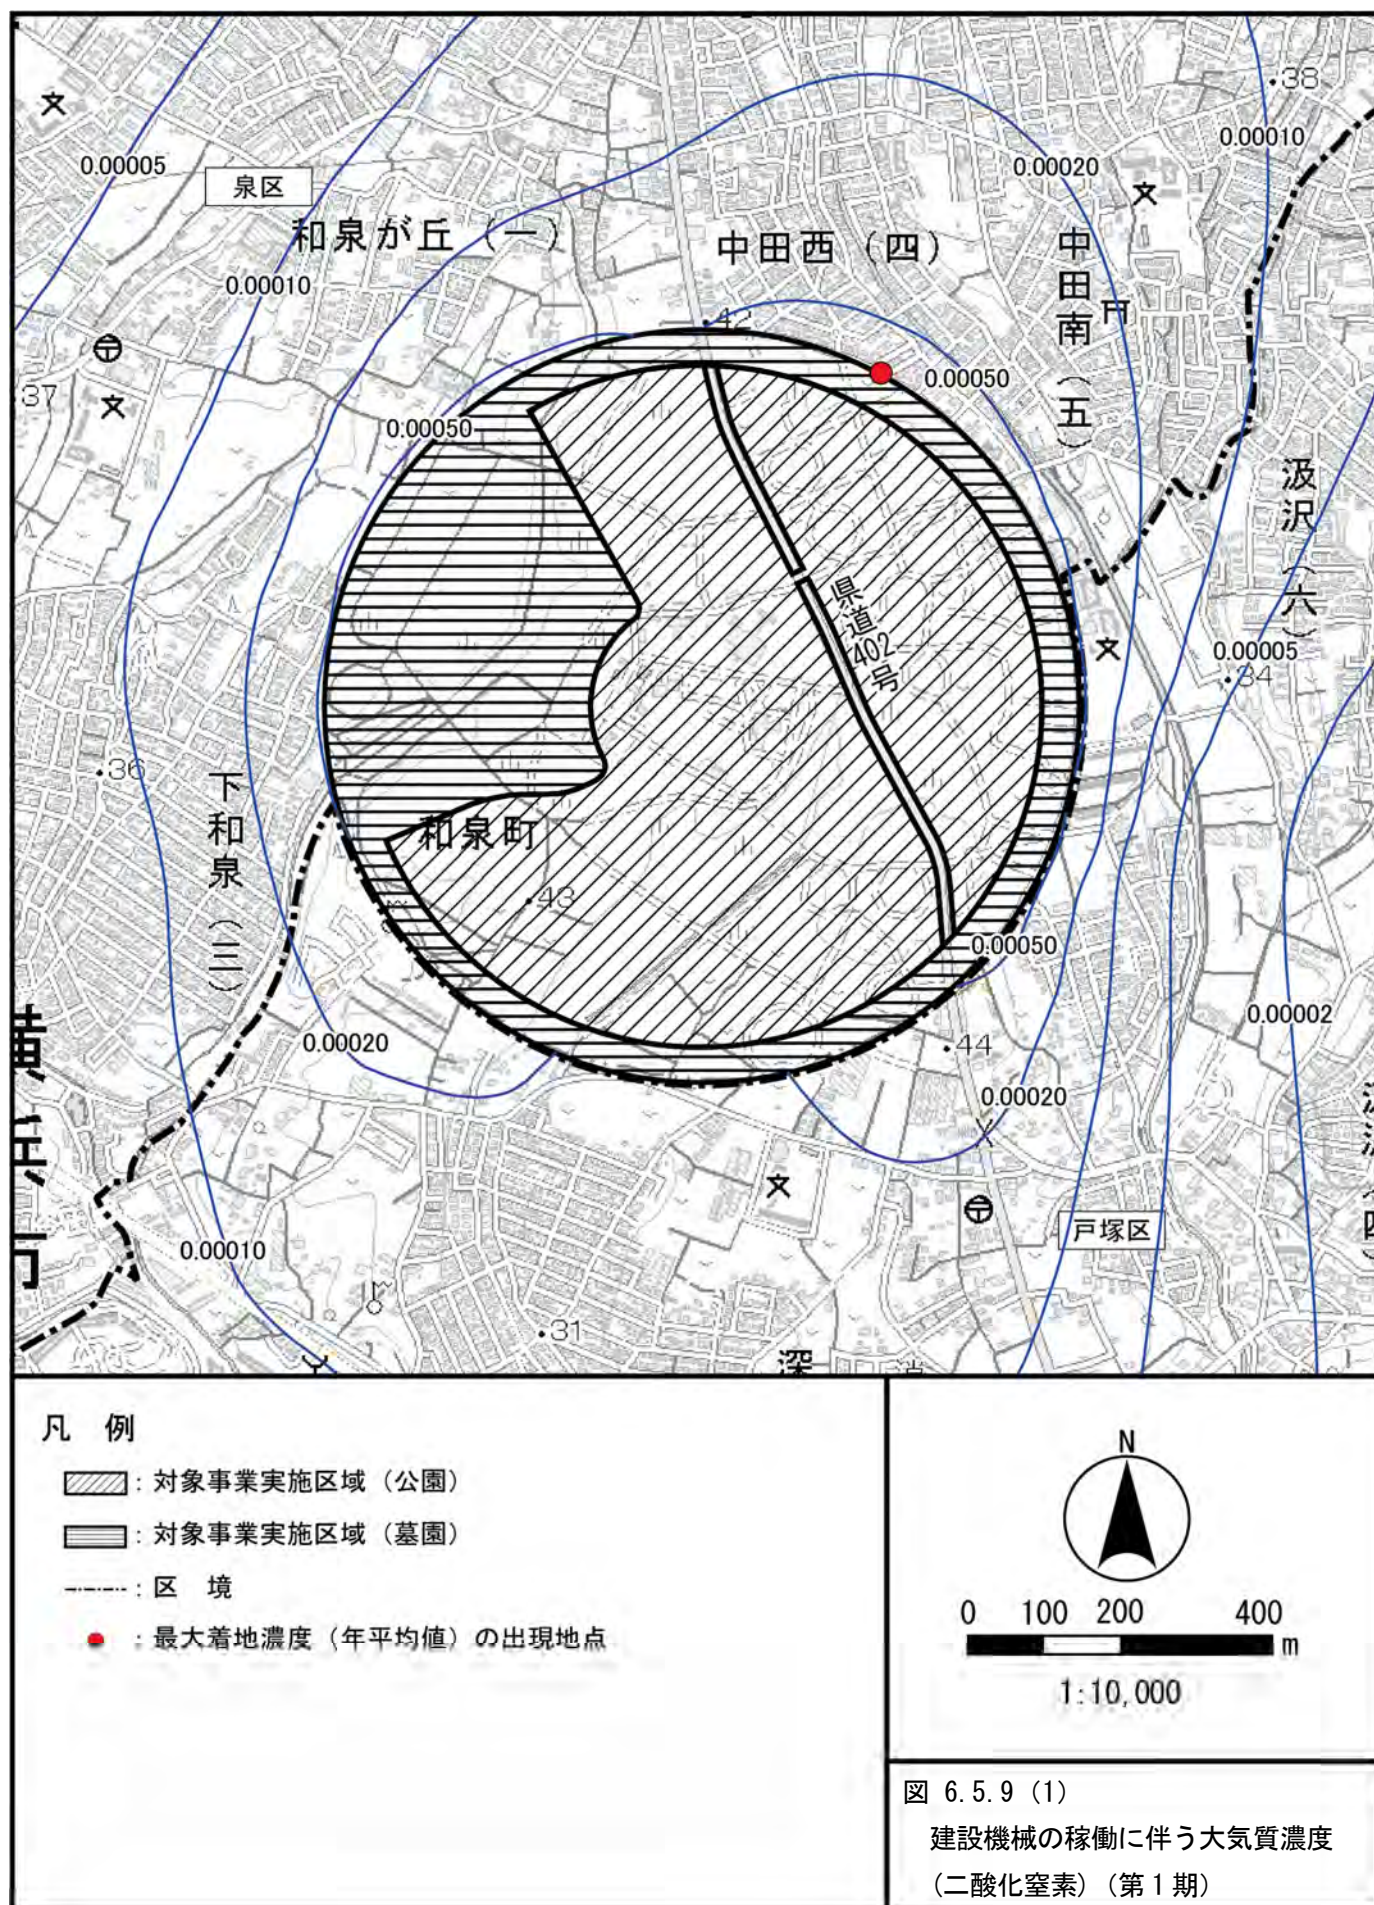 38
0.00005
泉区
和泉が丘（一）
0.00020
0.00010
中田西（四）
中田南（五）
0.00010
42
37
0.00050
0.00050
汲沢（六）
県道402号
0.00005
34
36
下和泉（三）
和泉町
43
0.00050
0.00020
44
0.00002
0.00020
戸塚区
0.00010
31
深
凡 例
：対象事業実施区域（公園）
：対象事業実施区域（墓園）
：区 境
：最大着地濃度（年平均値）の出現地点
N
0 100 200 400
m
1:10,000
図 6.5.9 (1)
建設機械の稼働に伴う大気質濃度
(二酸化窒素)（第１期）